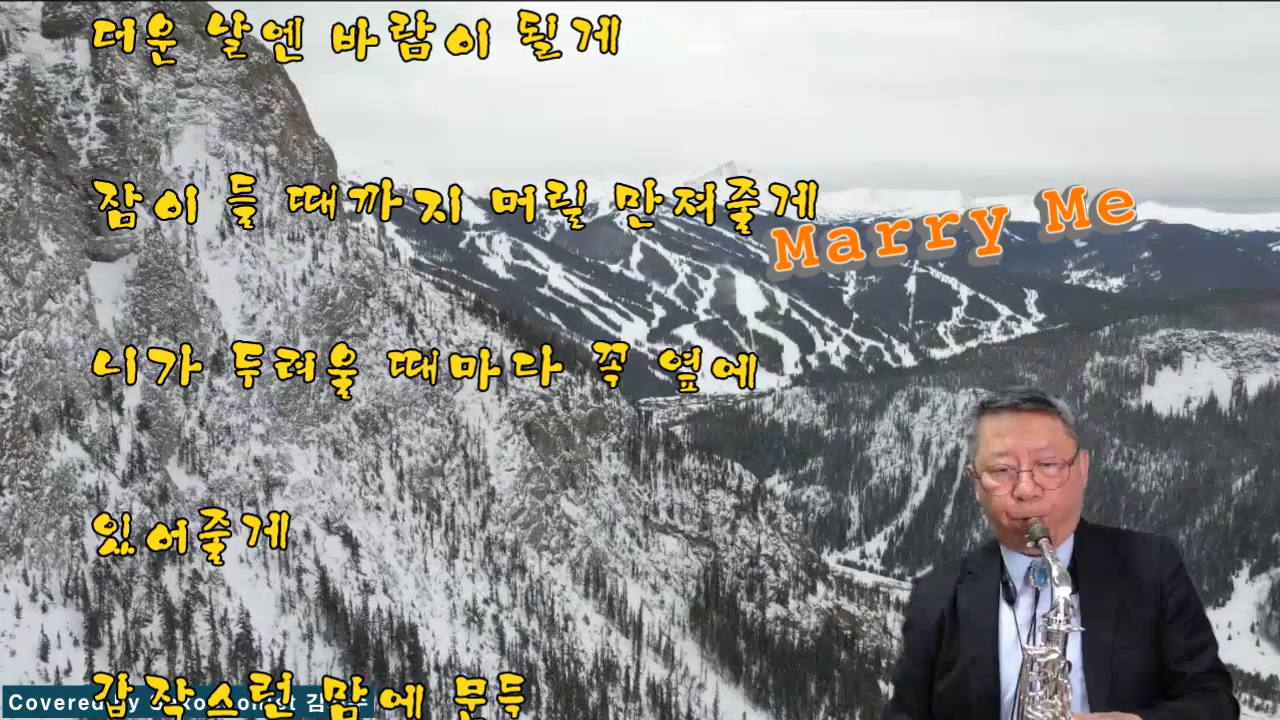 더운 날엔 바람이 될게
잠이 들 때까지 머릴 만져줄게
Marry Me
니가 두려울 때마다 꼭 옆에
있어줄게
갑작스런 맘에 문득
Covered by